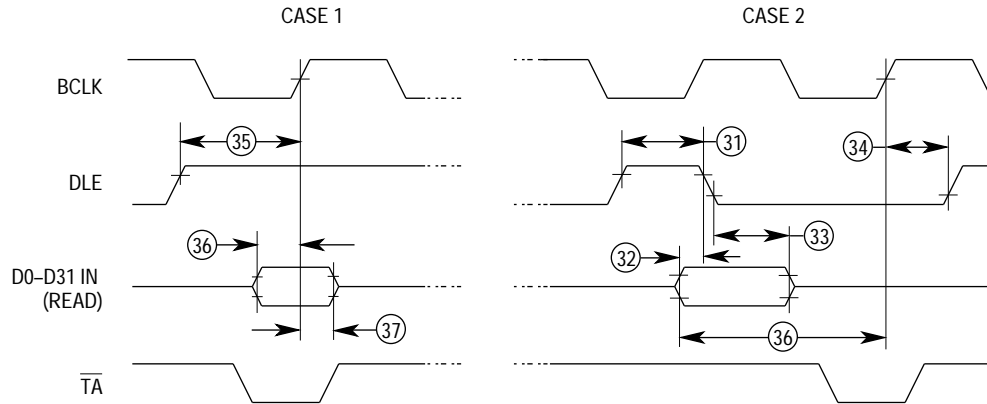 CASE 1
CASE 2
BCLK
35
31
34
DLE
36
33
32
D0–D31 IN
(READ)
37
36
TA